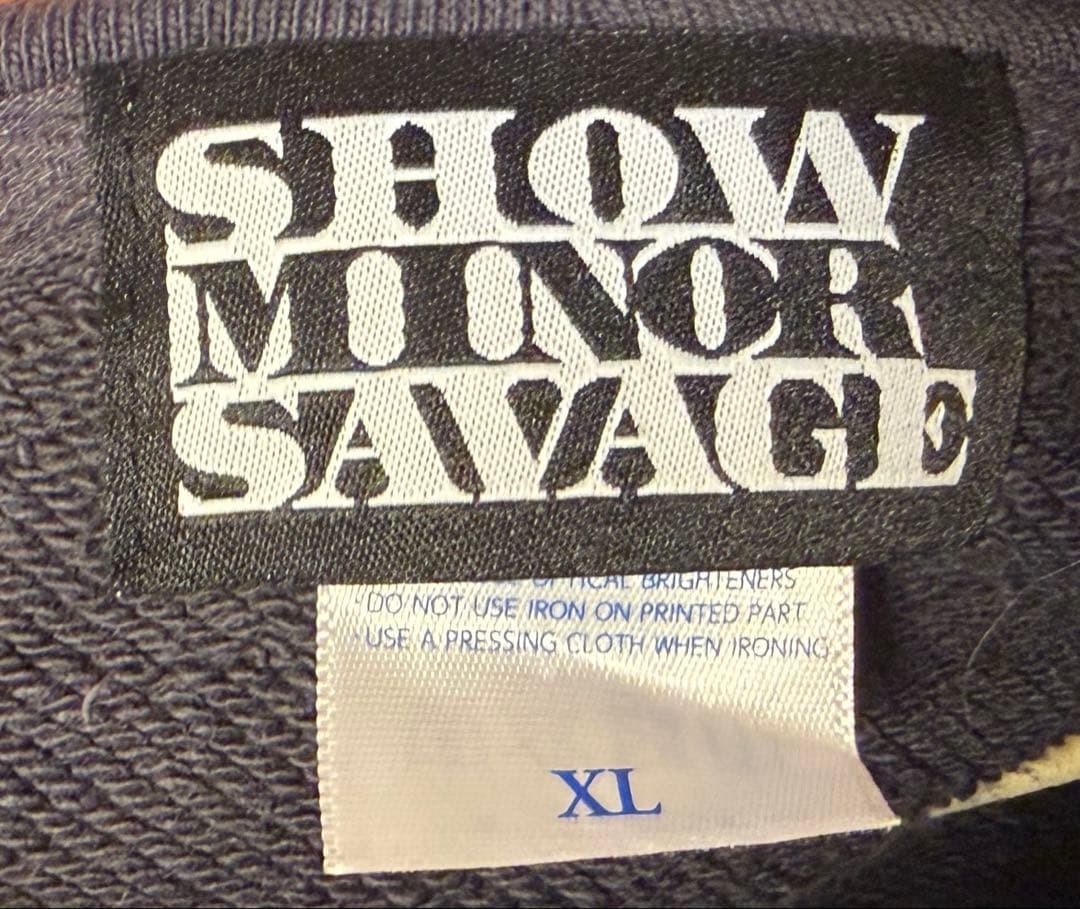 SHOW
MINOR
SAVAGE
OPTICAL BRIGHTENERS
DO NOT USE IRON ON PRINTED PART
USE A PRESSING CLOTH WHEN IRONING
XL